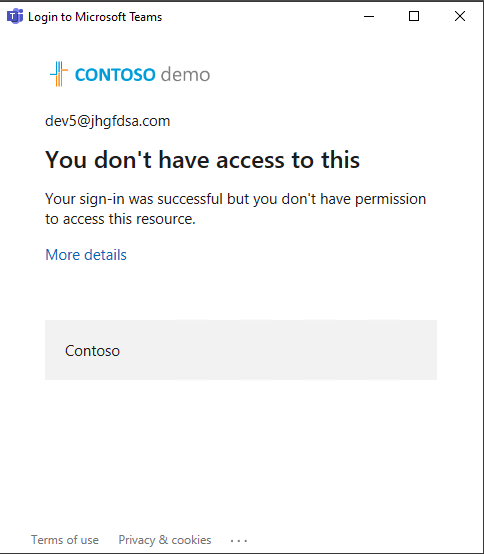 Login to Microsoft Teams
CONTOSO demo
dev5@jhgfdsa.com
You don't have access to this
Your sign-in was successful but you don't have permission
to access this resource.
More details
Contoso
Terms of use Privacy & cookies ...